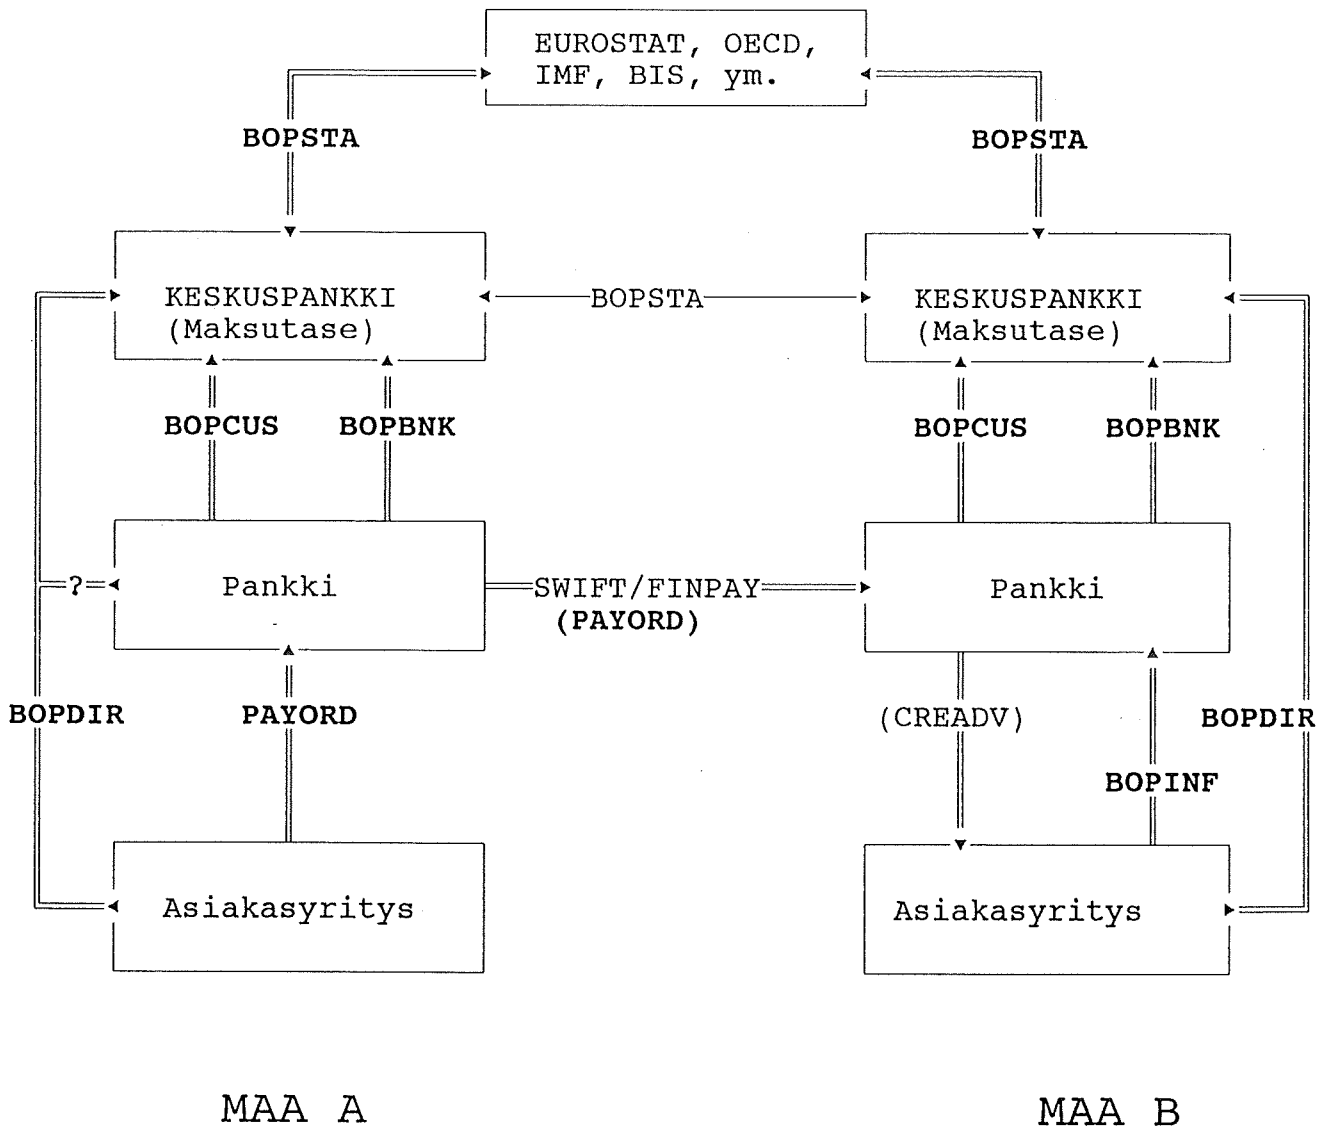 EUROSTAT, OECD,
IMF, BIS, ym.
BOPSTA
BOPSTA
KESKUSPANKKI
(Maksutase)
BOPSTA
KESKUSPANKKI
(Maksutase)
BOPCUS
BOPBNK
BOPCUS
BOPBNK
?
Pankki
SWIFT/FINPAY
(PAYORD)
Pankki
BOPDIR
PAYORD
(CREADV)
BOPDIR
BOPINF
Asiakasyritys
Asiakasyritys
MAA A
MAA B